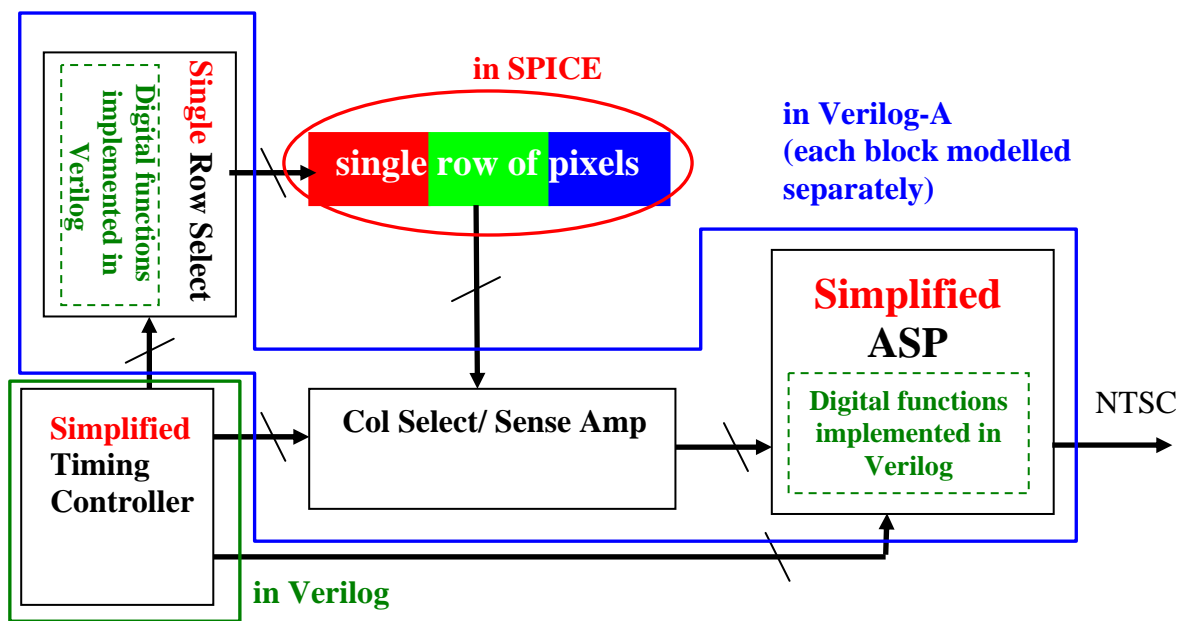 in SPICE
Single Row Select
Digital functions
implemented in
Verilog
single row of pixels
in Verilog-A
(each block modelled
separately)
Simplified
ASP
Digital functions
implemented in
Verilog
NTSC
Simplified
Timing
Controller
Col Select/ Sense Amp
in Verilog